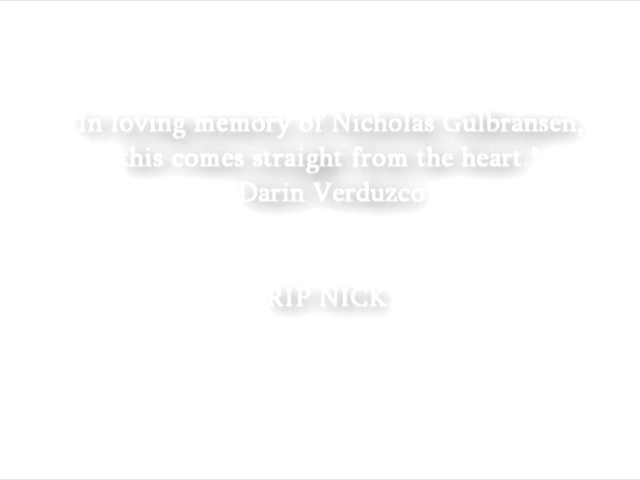 "In loving memory of Nicholas Gulbransen,
this comes straight from the heart."
Darin Verduzco
RIP NICK.